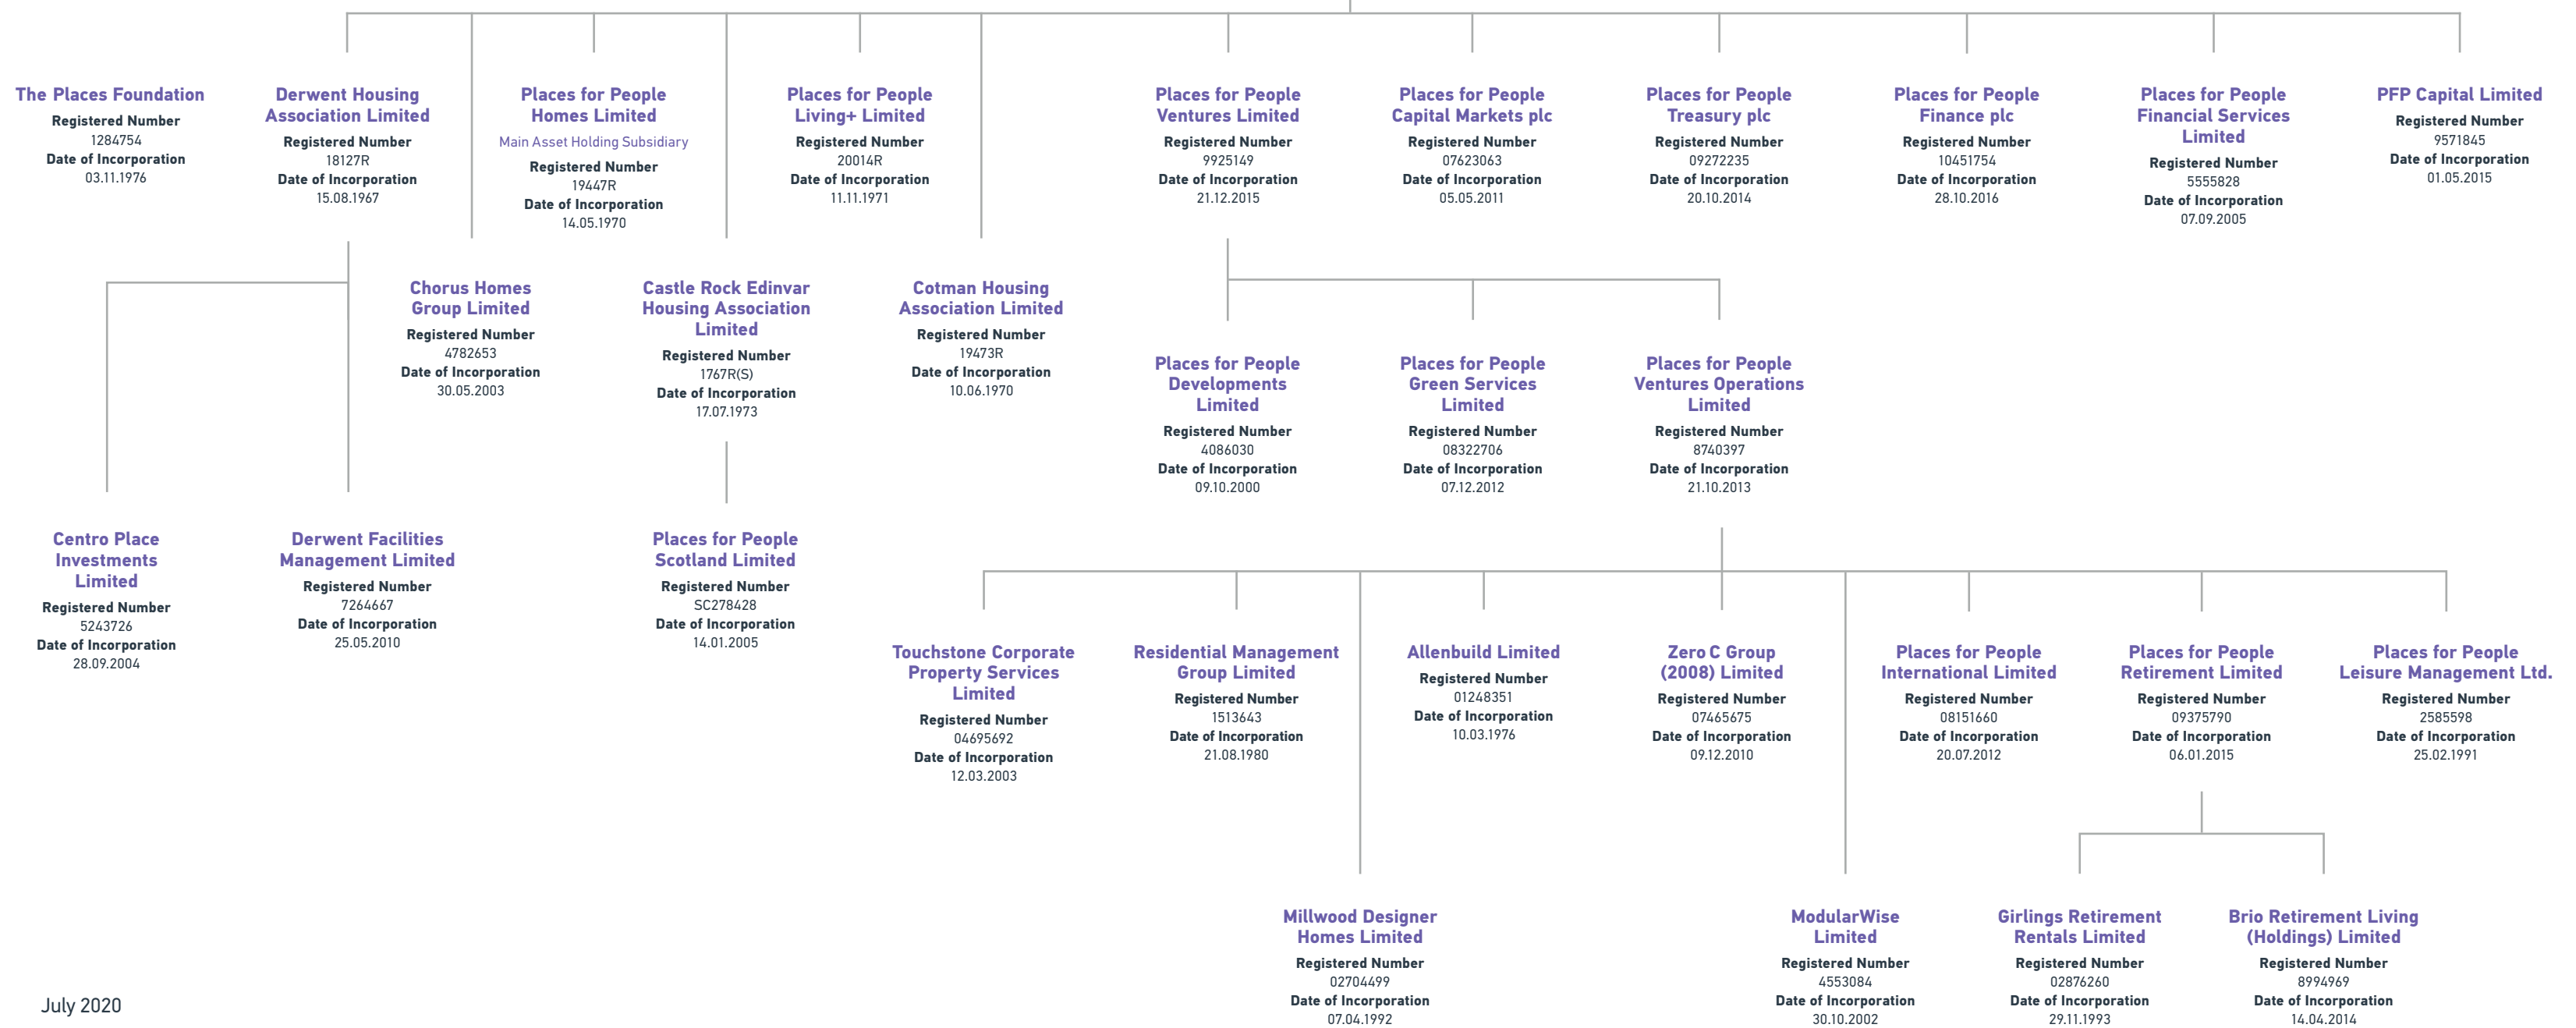 The Places Foundation
Registered Number
1284754
Date of Incorporation
03.11.1976
Derwent Housing
Association Limited
Registered Number
18127R
Date of Incorporation
15.08.1967
Places for People
Homes Limited
Main Asset Holding Subsidiary
Registered Number
19447R
Date of Incorporation
14.05.1970
Places for People
Living+ Limited
Registered Number
20014R
Date of Incorporation
11.11.1971
Places for People
Ventures Limited
Registered Number
9925149
Date of Incorporation
21.12.2015
Places for People
Capital Markets plc
Registered Number
07623063
Date of Incorporation
05.05.2011
Places for People
Treasury plc
Registered Number
09272235
Date of Incorporation
20.10.2014
Places for People
Finance plc
Registered Number
10451754
Date of Incorporation
28.10.2016
Places for People
Financial Services
Limited
Registered Number
5555828
Date of Incorporation
07.09.2005
PFP Capital Limited
Registered Number
9571845
Date of Incorporation
01.05.2015
Chorus Homes
Group Limited
Registered Number
4782653
Date of Incorporation
30.05.2003
Castle Rock Edinvar
Housing Association
Limited
Registered Number
1767R(S)
Date of Incorporation
17.07.1973
Cotman Housing
Association Limited
Registered Number
19473R
Date of Incorporation
10.06.1970
Places for People
Developments
Limited
Registered Number
4086030
Date of Incorporation
09.10.2000
Places for People
Green Services
Limited
Registered Number
08322706
Date of Incorporation
07.12.2012
Places for People
Ventures Operations
Limited
Registered Number
8740397
Date of Incorporation
21.10.2013
Centro Place
Investments
Limited
Registered Number
5243726
Date of Incorporation
28.09.2004
Derwent Facilities
Management Limited
Registered Number
7264667
Date of Incorporation
25.05.2010
Places for People
Scotland Limited
Registered Number
SC278428
Date of Incorporation
14.01.2005
Touchstone Corporate
Property Services
Limited
Registered Number
04695692
Date of Incorporation
12.03.2003
Residential Management
Group Limited
Registered Number
1513643
Date of Incorporation
21.08.1980
Allenbuild Limited
Registered Number
01248351
Date of Incorporation
10.03.1976
Zero C Group
(2008) Limited
Registered Number
07465675
Date of Incorporation
09.12.2010
Places for People
International Limited
Registered Number
08151660
Date of Incorporation
20.07.2012
Places for People
Retirement Limited
Registered Number
09375790
Date of Incorporation
06.01.2015
Places for People
Leisure Management Ltd.
Registered Number
2585598
Date of Incorporation
25.02.1991
Millwood Designer
Homes Limited
Registered Number
02704499
Date of Incorporation
07.04.1992
ModularWise
Limited
Registered Number
4553084
Date of Incorporation
30.10.2002
Girlings Retirement
Rentals Limited
Registered Number
02876260
Date of Incorporation
29.11.1993
Brio Retirement Living
(Holdings) Limited
Registered Number
8994969
Date of Incorporation
14.04.2014
July 2020